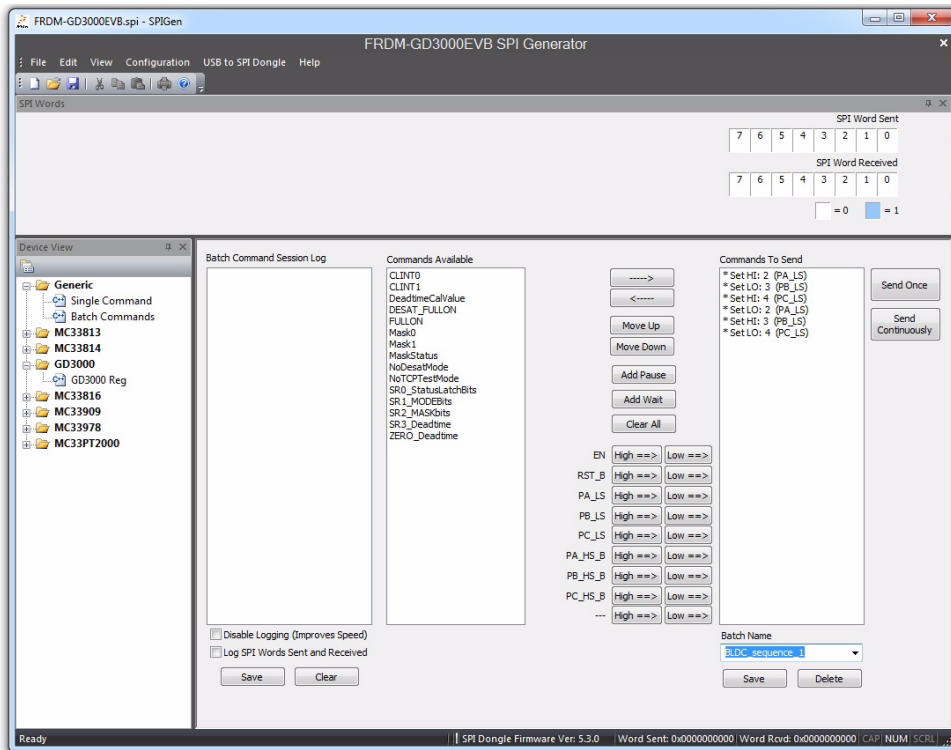 FRDM-GD3000EVB.spi - SPIGen
FRDM-GD3000EVB SPI Generator
File Edit View Configuration USB to SPI Dongle Help
SPI Words
SPI Word Sent
7 6 5 4 3 2 1 0
SPI Word Received
7 6 5 4 3 2 1 0
= 0 = 1
Device View
Generic
Single Command
Batch Commands
MC33813
MC33814
GD3000
GD3000 Reg
MC33816
MC33909
MC33978
MC33PT2000
Batch Command Session Log
Disable Logging (Improves Speed)
Log SPI Words Sent and Received
Save Clear
Commands Available
CLINT0
CLINT1
DeadtimeCalValue
DESAT_FULLON
FULLON
Mask0
Mask1
MaskStatus
NoDesatMode
NoTCPTestMode
SR0_StatusLatchBits
SR1_MODEBits
SR2_MASKbits
SR3_Deadtime
ZERO_Deadtime
----->
<-----
Move Up
Move Down
Add Pause
Add Wait
Clear All
EN High ==> Low ==>
RST_B High ==> Low ==>
PA_LS High ==> Low ==>
PB_LS High ==> Low ==>
PC_LS High ==> Low ==>
PA_HS_B High ==> Low ==>
PB_HS_B High ==> Low ==>
PC_HS_B High ==> Low ==>
--- High ==> Low ==>
Commands To Send
* Set HI: 2 (PA_LS)
* Set LO: 3 (PB_LS)
* Set HI: 4 (PC_LS)
* Set LO: 2 (PA_LS)
* Set HI: 3 (PB_LS)
* Set LO: 4 (PC_LS)
Send Once
Send
Continuously
Batch Name
BLDC_sequence_1
Save Delete
Ready SPI Dongle Firmware Ver: 5.3.0 Word Sent: 0x0000000000 Word Rcvd: 0x0000000000 CAP NUM SCRL